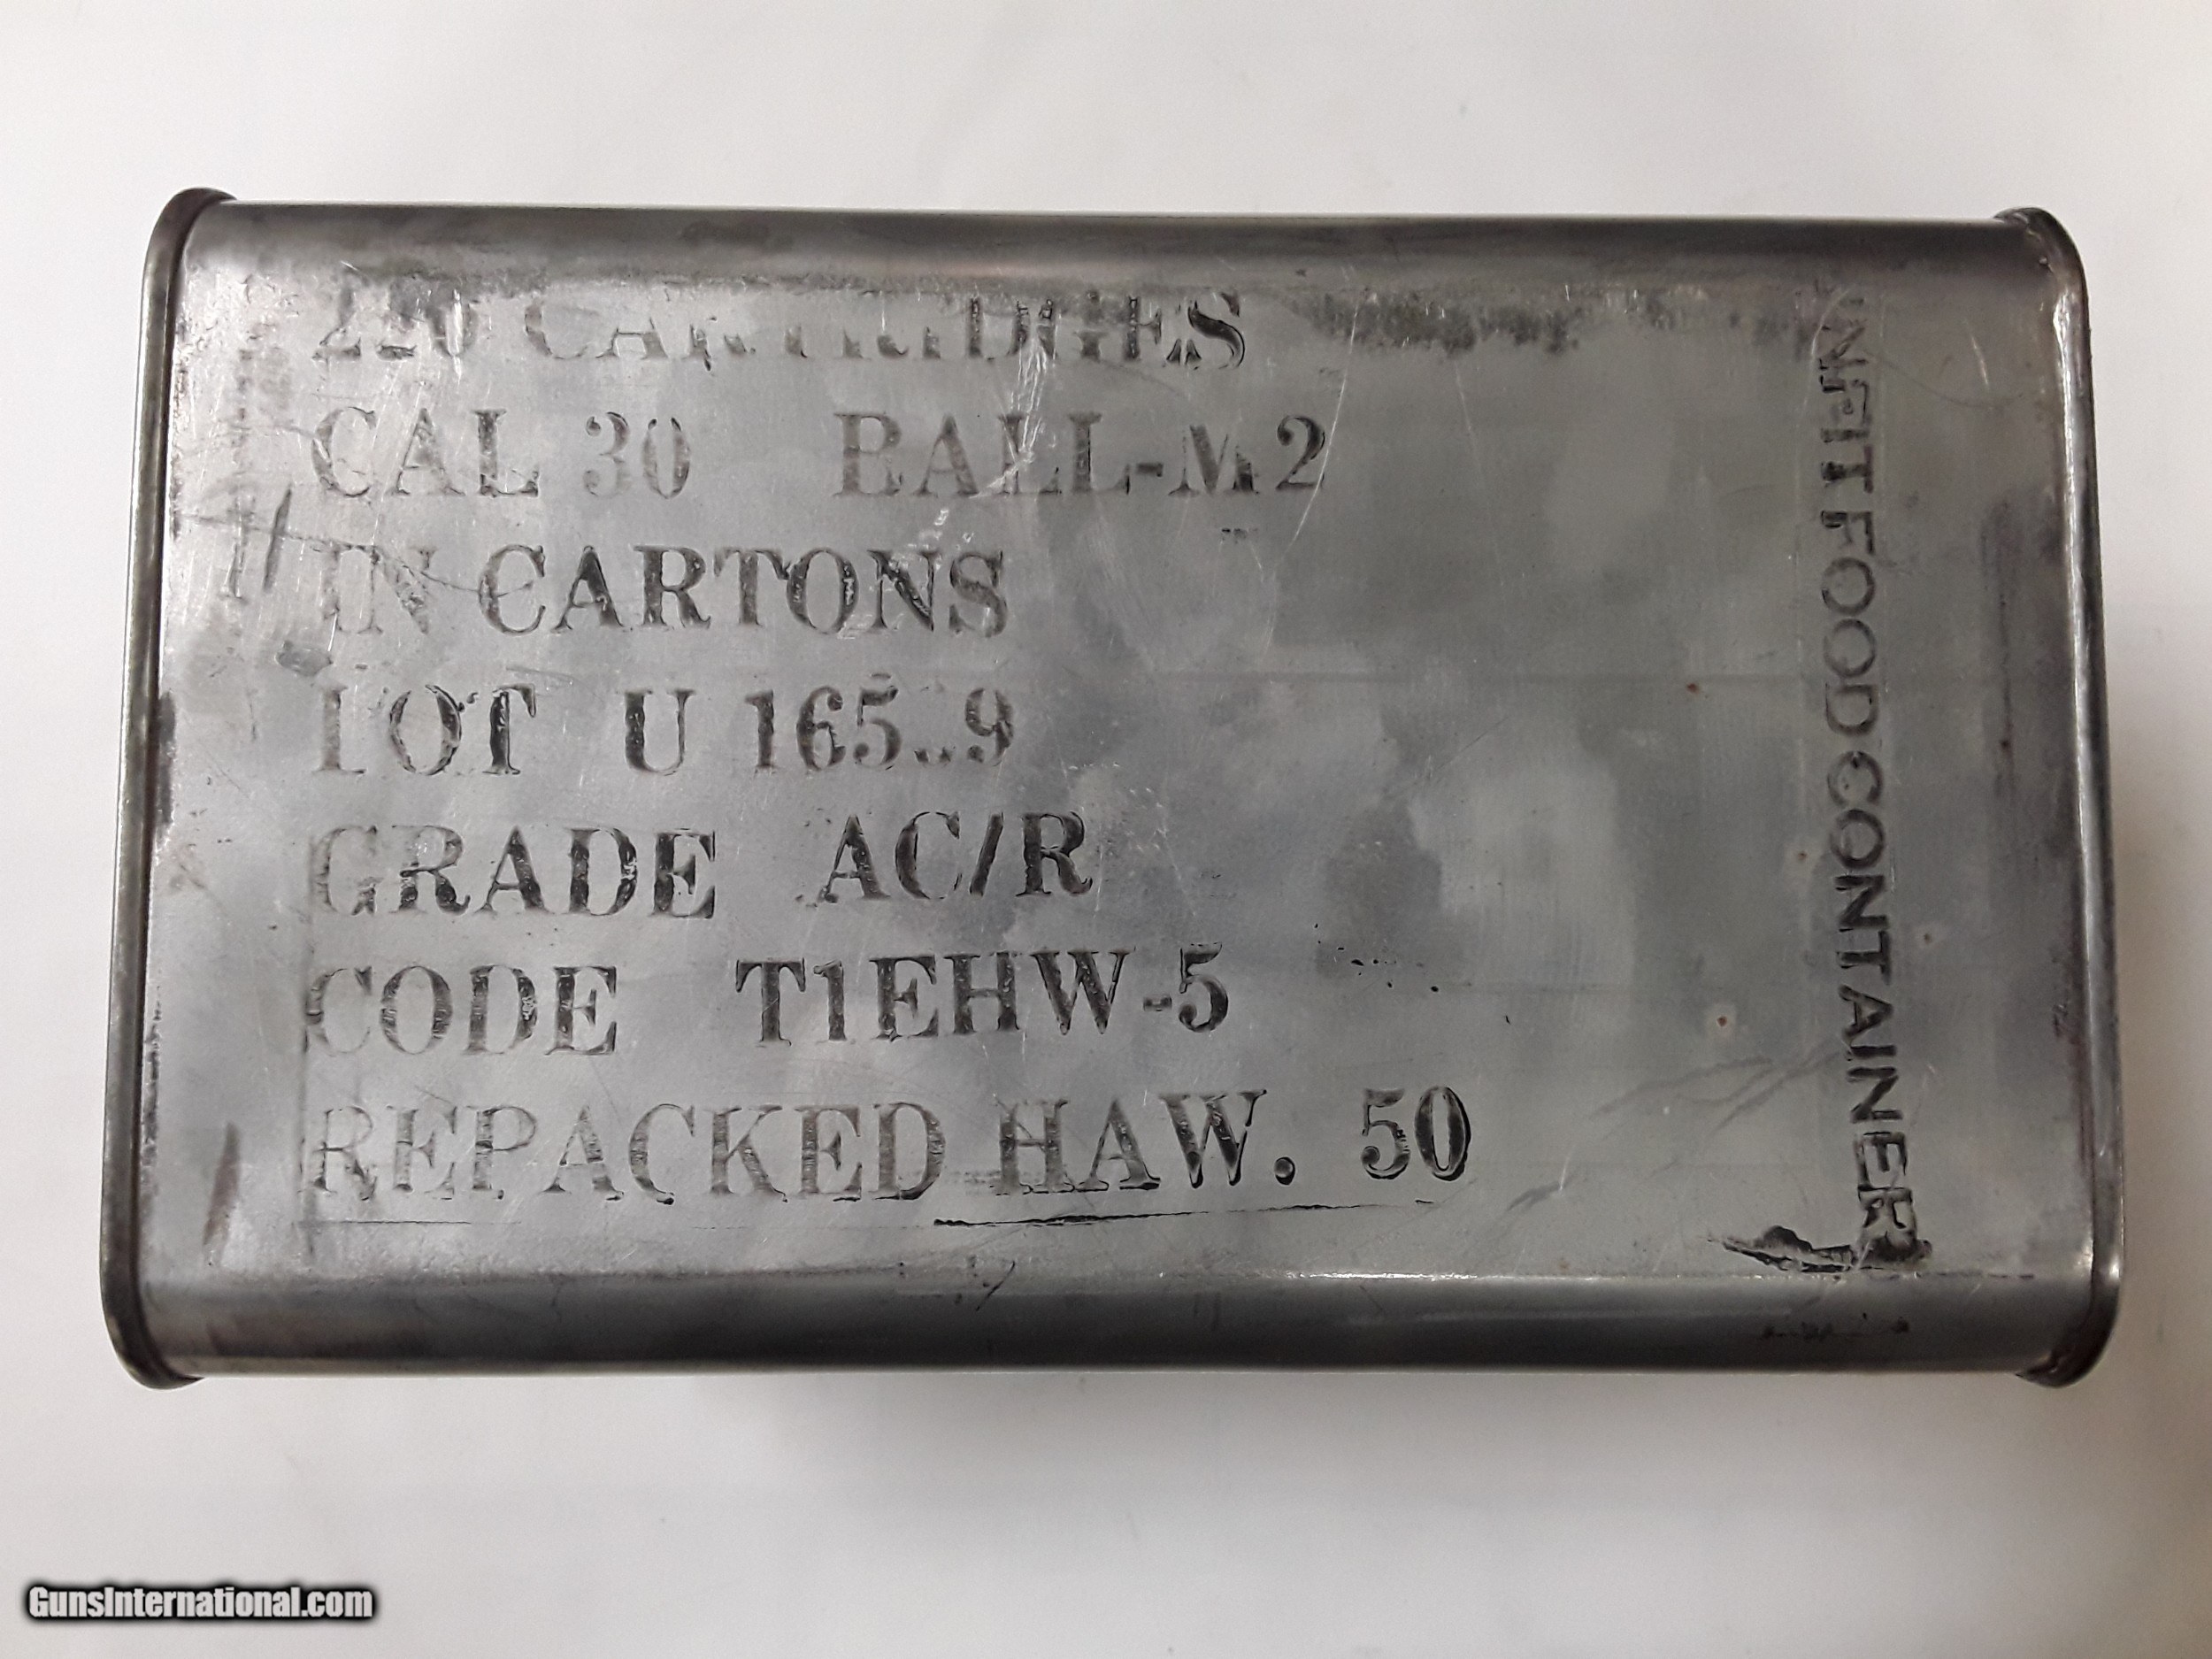 CARTRIDGES
CAL 30 BALL-M2
IN CARTONS
LOT U
GRADE AC/R
CODE T1EHW-5
REPACKED HAW. 50
UNFIT FOOD CONTAINER
GunsInternational.com